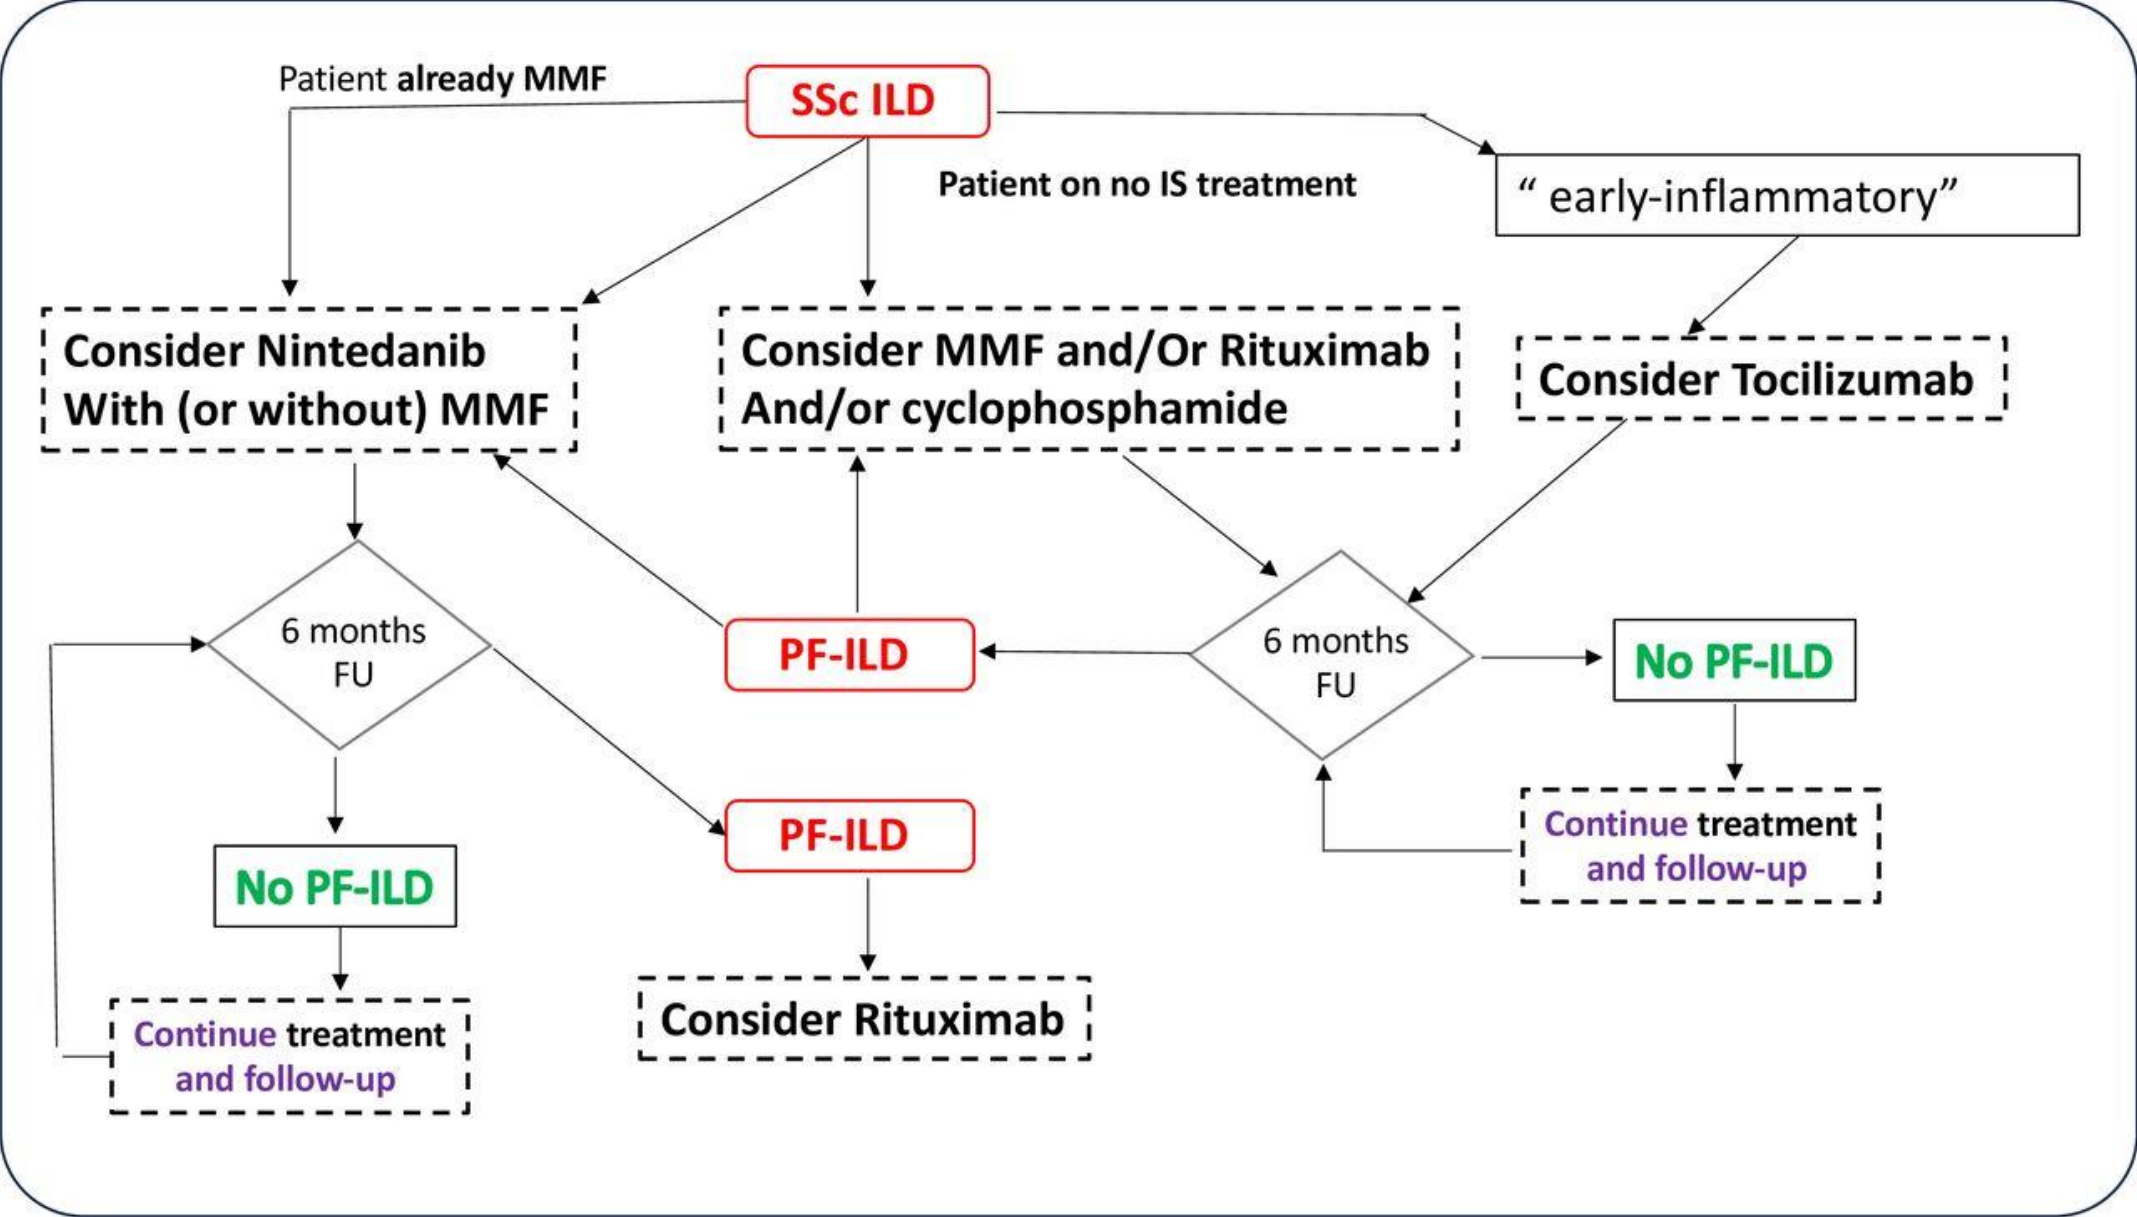 Patient already MMF
SSc ILD
Patient on no IS treatment
“ early-inflammatory”
Consider Nintedanib
With (or without) MMF
Consider MMF and/Or Rituximab
And/or cyclophosphamide
Consider Tocilizumab
6 months
FU
PF-ILD
6 months
FU
No PF-ILD
PF-ILD
Continue treatment
and follow-up
No PF-ILD
Consider Rituximab
Continue treatment
and follow-up